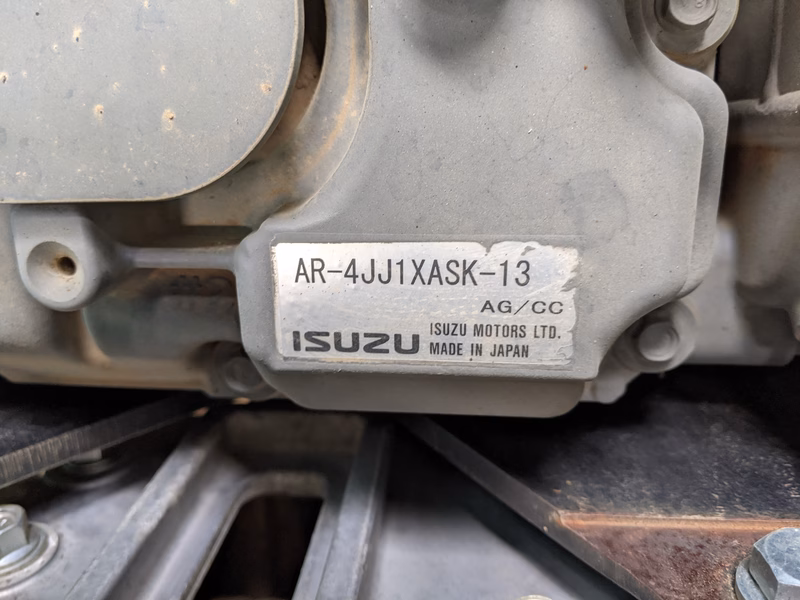 AR-4JJ1XASK-13
AG/CC
ISUZU
ISUZU MOTORS LTD.
MADE IN JAPAN